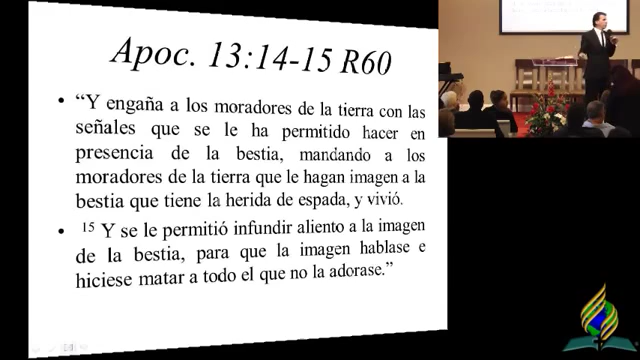 Apoc. 13:14-15 R60
• “Y engaña a los moradores de la tierra con las
señales que se le ha permitido hacer en
presencia de la bestia, mandando a los
moradores de la tierra que le hagan imagen a la
bestia que tiene la herida de espada, y vivió.
• 15 Y se le permitió infundir aliento a la imagen
de la bestia, para que la imagen hablase e
hiciese matar a todo el que no la adorase.”